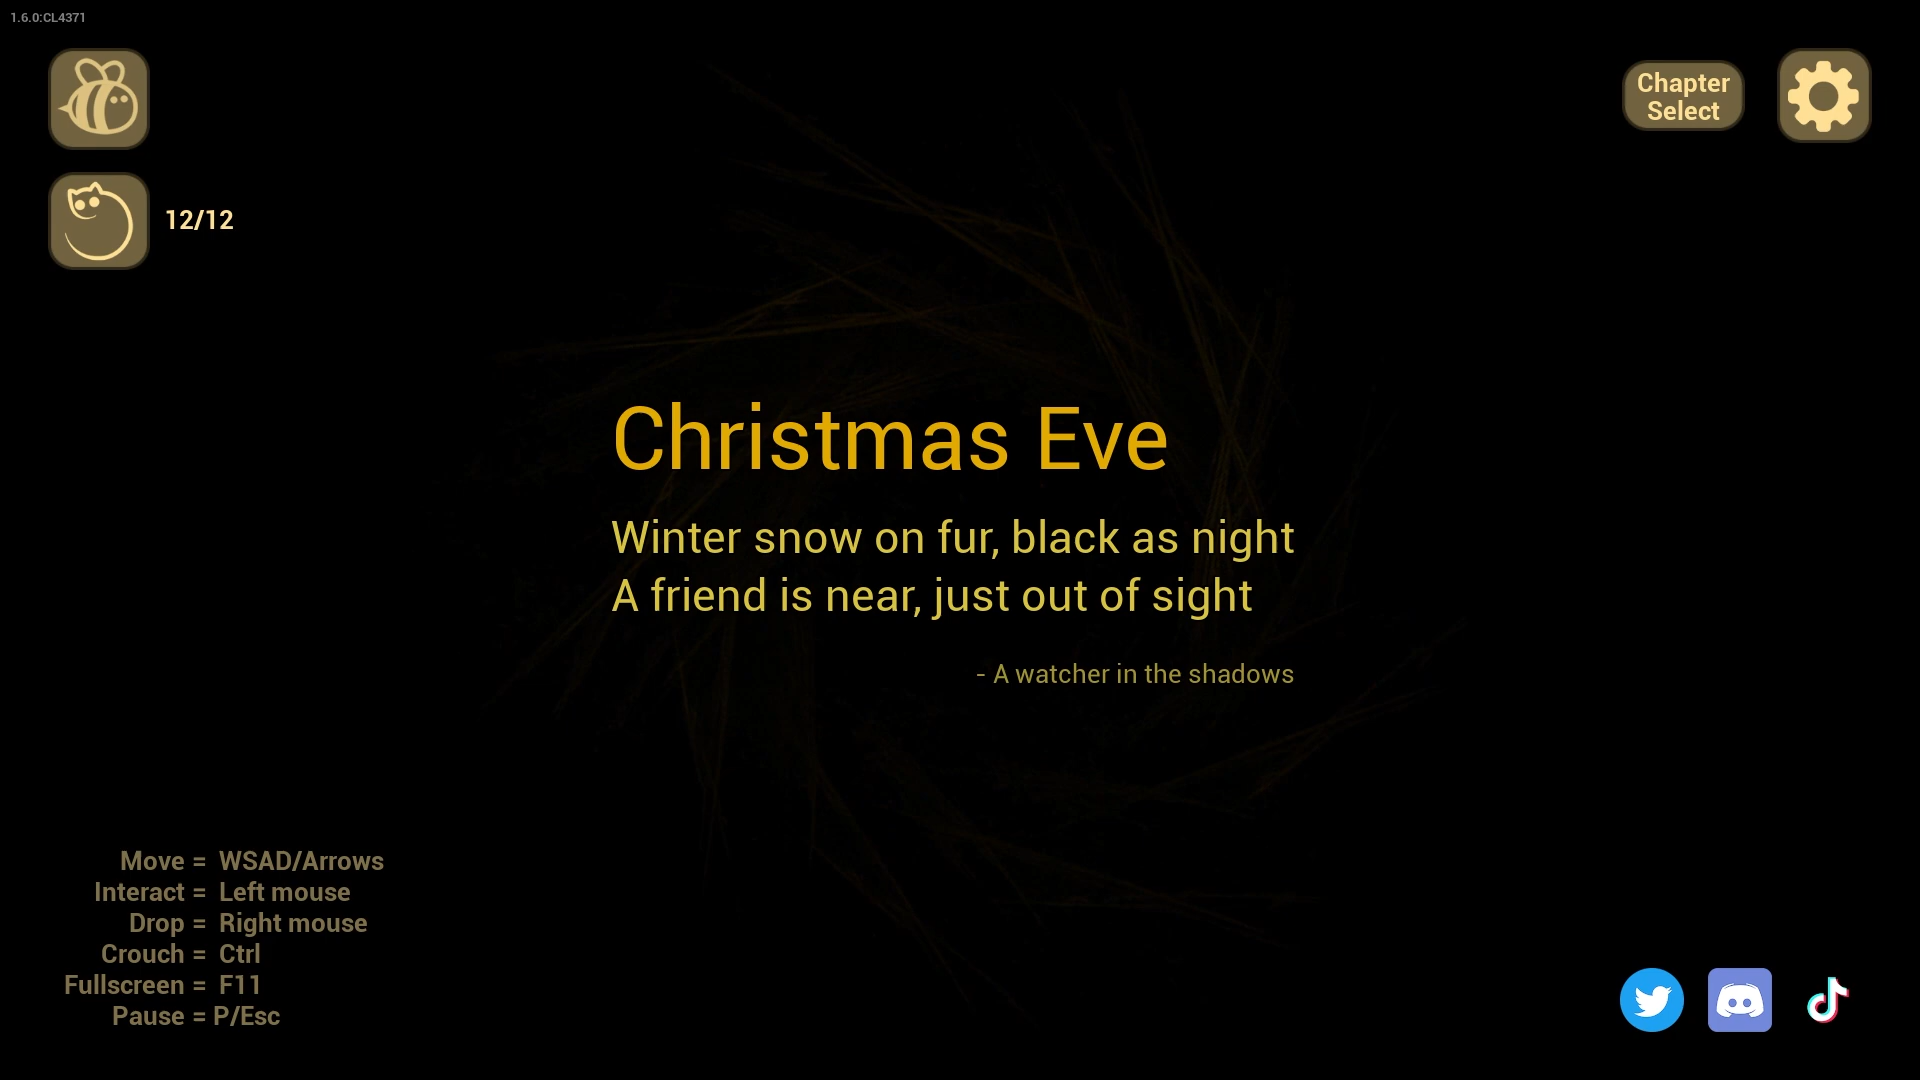 1.6.0:CL4371
Chapter
Select
12/12
Christmas Eve
Winter snow on fur, black as night
A friend is near, just out of sight
- A watcher in the shadows
Move = WSAD/Arrows
Interact = Left mouse
Drop = Right mouse
Crouch = Ctrl
Fullscreen = F11
Pause = P/Esc